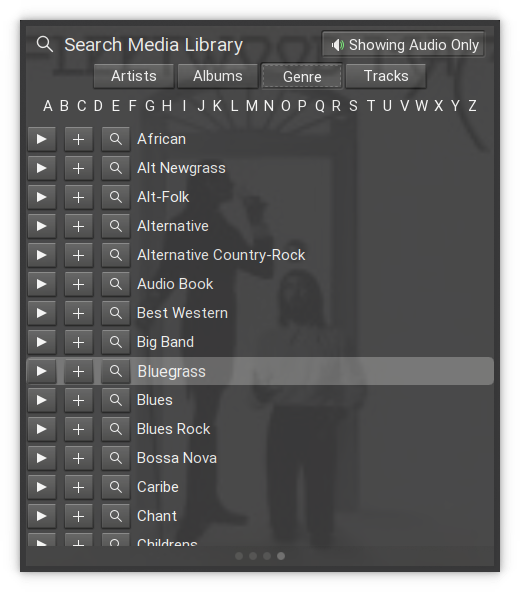 Search Media Library
Showing Audio Only
Artists Albums Genre Tracks
A B C D E F G H I J K L M N O P Q R S T U V W X Y Z
African
Alt Newgrass
Alt-Folk
Alternative
Alternative Country-Rock
Audio Book
Best Western
Big Band
Bluegrass
Blues
Blues Rock
Bossa Nova
Caribe
Chant
Childrens